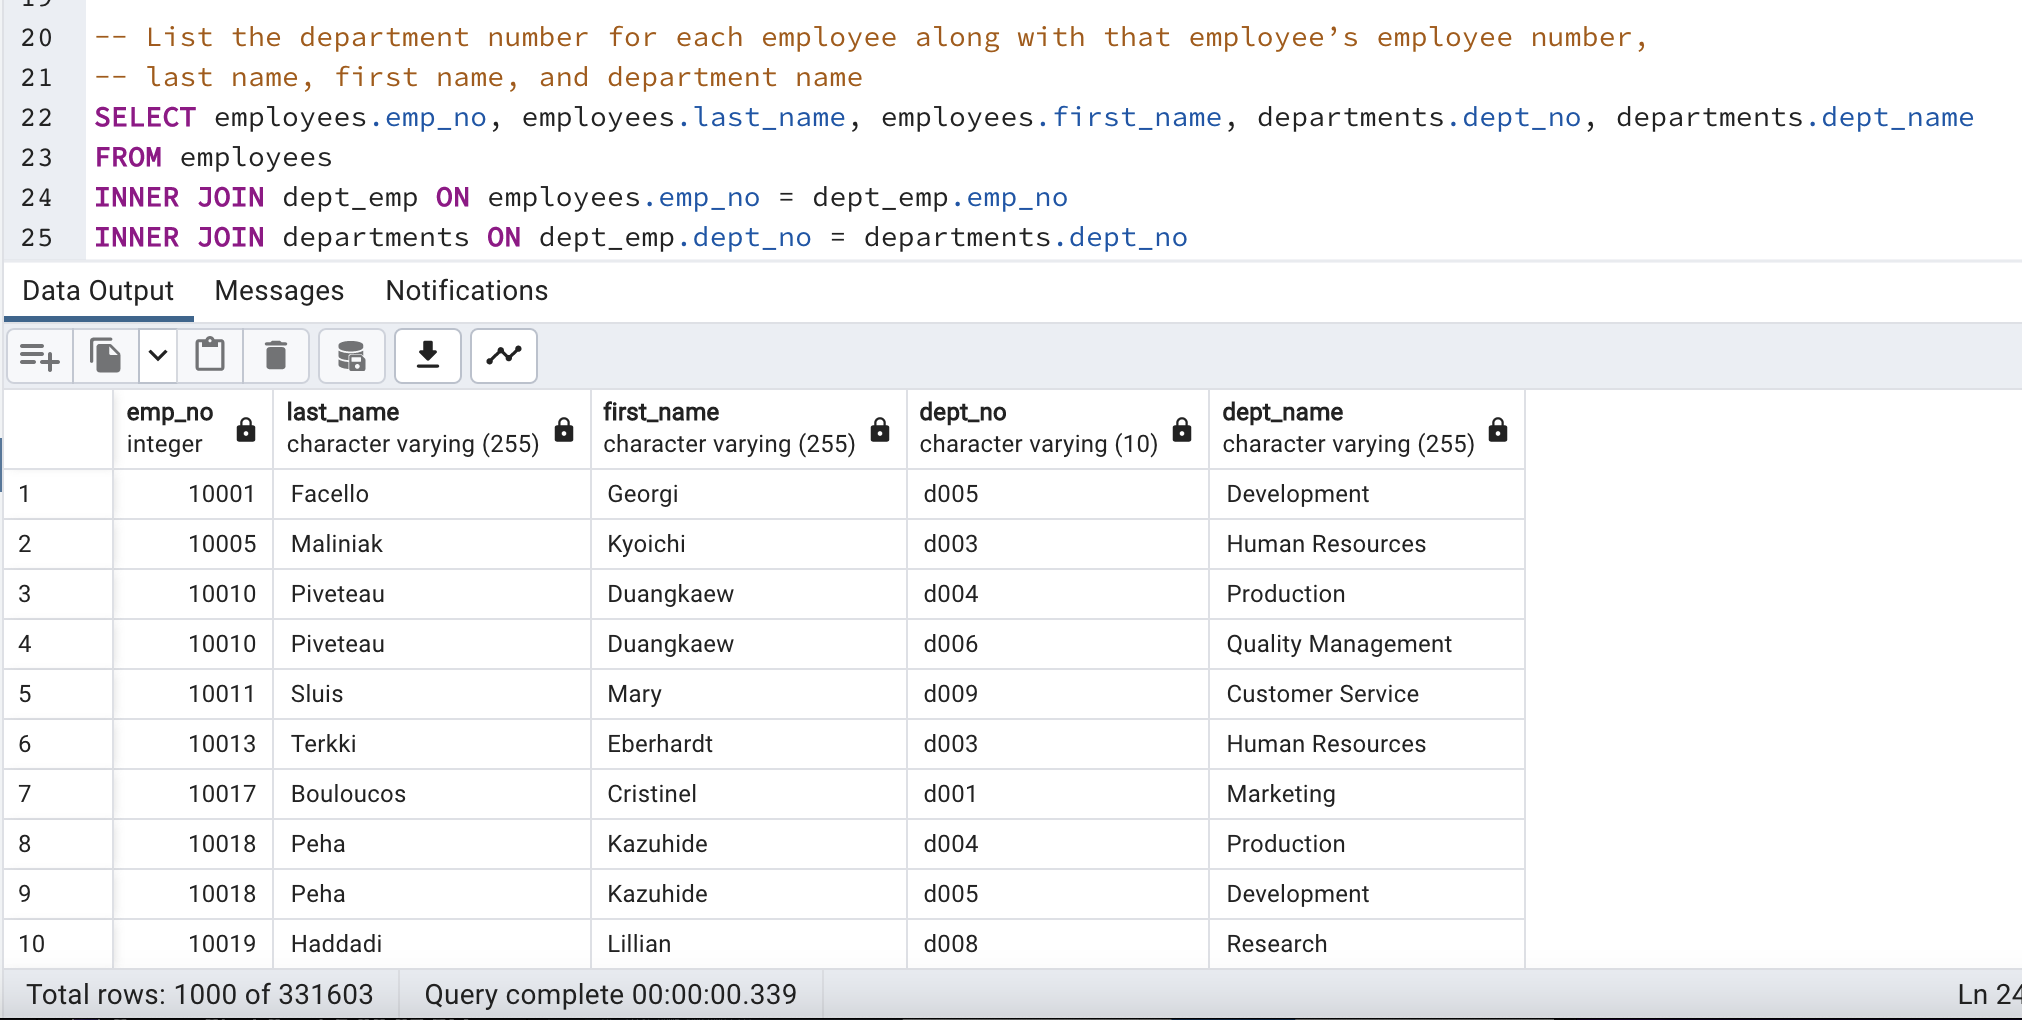 19
20 -- List the department number for each employee along with that employee’s employee number,
21 -- last name, first name, and department name
22 SELECT employees.emp_no, employees.last_name, employees.first_name, departments.dept_no, departments.dept_name
23 FROM employees
24 INNER JOIN dept_emp ON employees.emp_no = dept_emp.emp_no
25 INNER JOIN departments ON dept_emp.dept_no = departments.dept_no
Data Output Messages Notifications
emp_no last_name first_name dept_no dept_name
integer character varying (255) character varying (255) character varying (10) character varying (255)
1 10001 Facello Georgi d005 Development
2 10005 Maliniak Kyoichi d003 Human Resources
3 10010 Piveteau Duangkaew d004 Production
4 10010 Piveteau Duangkaew d006 Quality Management
5 10011 Sluis Mary d009 Customer Service
6 10013 Terkki Eberhardt d003 Human Resources
7 10017 Bouloucos Cristinel d001 Marketing
8 10018 Peha Kazuhide d004 Production
9 10018 Peha Kazuhide d005 Development
10 10019 Haddadi Lillian d008 Research
Total rows: 1000 of 331603 Query complete 00:00:00.339 Ln 24